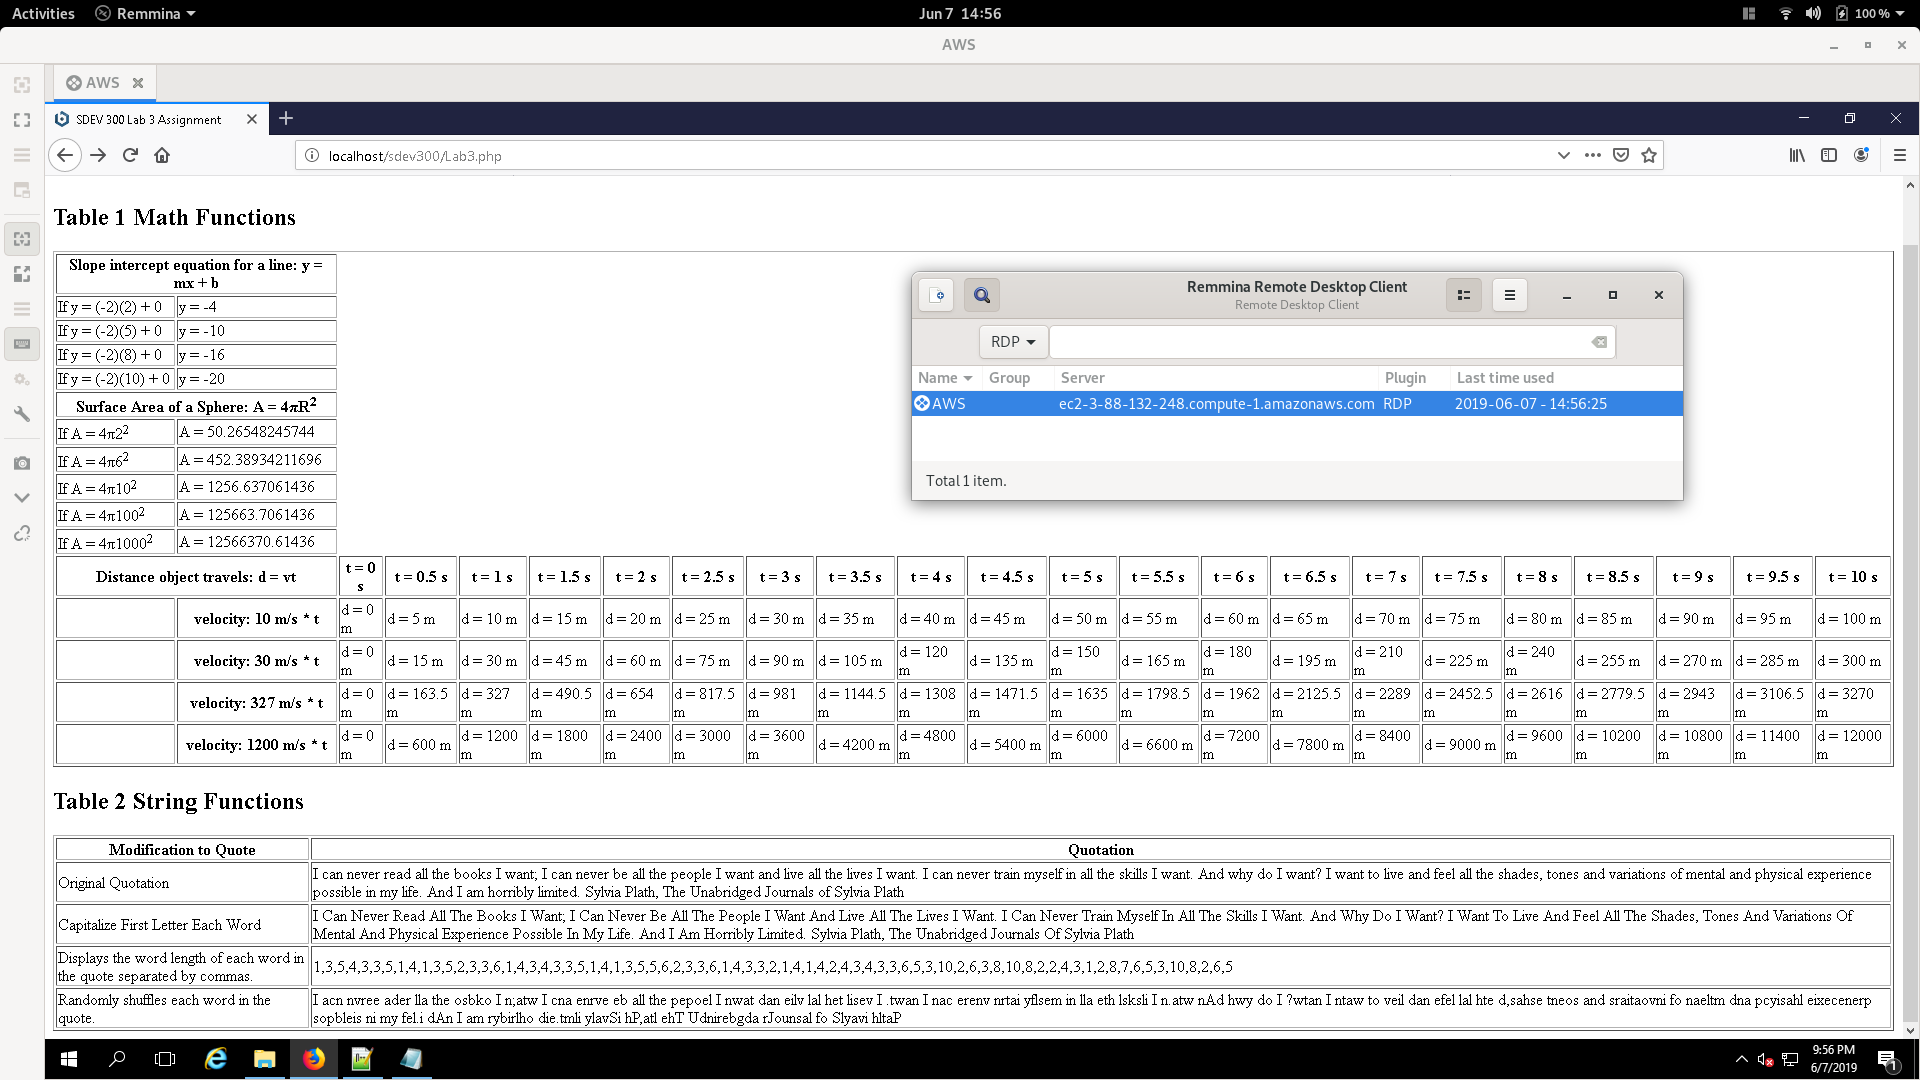 Activities Remmina Jun 7 14:56 100 %
AWS
AWS
SDEV 300 Lab 3 Assignment
localhost/sdev300/Lab3.php
Table 1 Math Functions
Slope intercept equation for a line: y =
mx + b
If y = (-2)(2) + 0 y = -4
If y = (-2)(5) + 0 y = -10
If y = (-2)(8) + 0 y = -16
If y = (-2)(10) + 0 y = -20
Surface Area of a Sphere: A = 4πR²
If A = 4π2² A = 50.26548245744
If A = 4π6² A = 452.38934211696
If A = 4π10² A = 1256.637061436
If A = 4π100² A = 125663.7061436
If A = 4π1000² A = 12566370.61436
Remmina Remote Desktop Client
Remote Desktop Client
RDP
Name Group Server Plugin Last time used
AWS ec2-3-88-132-248.compute-1.amazonaws.com RDP 2019-06-07 - 14:56:25
Total 1 item.
Distance object travels: d = vt t = 0 s t = 0.5 s t = 1 s t = 1.5 s t = 2 s t = 2.5 s t = 3 s t = 3.5 s t = 4 s t = 4.5 s t = 5 s t = 5.5 s t = 6 s t = 6.5 s t = 7 s t = 7.5 s t = 8 s t = 8.5 s t = 9 s t = 9.5 s t = 10 s
velocity: 10 m/s * t d = 0 m d = 5 m d = 10 m d = 15 m d = 20 m d = 25 m d = 30 m d = 35 m d = 40 m d = 45 m d = 50 m d = 55 m d = 60 m d = 65 m d = 70 m d = 75 m d = 80 m d = 85 m d = 90 m d = 95 m d = 100 m
velocity: 30 m/s * t d = 0 m d = 15 m d = 30 m d = 45 m d = 60 m d = 75 m d = 90 m d = 105 m d = 120 m d = 135 m d = 150 m d = 165 m d = 180 m d = 195 m d = 210 m d = 225 m d = 240 m d = 255 m d = 270 m d = 285 m d = 300 m
velocity: 327 m/s * t d = 0 m d = 163.5 m d = 327 m d = 490.5 m d = 654 m d = 817.5 m d = 981 m d = 1144.5 m d = 1308 m d = 1471.5 m d = 1635 m d = 1798.5 m d = 1962 m d = 2125.5 m d = 2289 m d = 2452.5 m d = 2616 m d = 2779.5 m d = 2943 m d = 3106.5 m d = 3270 m
velocity: 1200 m/s * t d = 0 m d = 600 m d = 1200 m d = 1800 m d = 2400 m d = 3000 m d = 3600 m d = 4200 m d = 4800 m d = 5400 m d = 6000 m d = 6600 m d = 7200 m d = 7800 m d = 8400 m d = 9000 m d = 9600 m d = 10200 m d = 10800 m d = 11400 m d = 12000 m
Table 2 String Functions
Modification to Quote Quotation
Original Quotation
I can never read all the books I want; I can never be all the people I want and live all the lives I want. I can never train myself in all the skills I want. And why do I want? I want to live and feel all the shades, tones and variations of mental and physical experience
possible in my life. And I am horribly limited. Sylvia Plath, The Unabridged Journals of Sylvia Plath
Capitalize First Letter Each Word
I Can Never Read All The Books I Want; I Can Never Be All The People I Want And Live All The Lives I Want. I Can Never Train Myself In All The Skills I Want. And Why Do I Want? I Want To Live And Feel All The Shades, Tones And Variations Of
Mental And Physical Experience Possible In My Life. And I Am Horribly Limited. Sylvia Plath, The Unabridged Journals Of Sylvia Plath
Displays the word length of each word in
the quote separated by commas.
1,3,5,4,3,3,5,1,4,1,3,5,2,3,3,6,1,4,3,4,3,3,5,1,4,1,3,5,5,6,2,3,3,6,1,4,3,3,2,1,4,1,4,2,4,3,4,3,3,6,5,3,10,2,6,3,8,10,8,2,2,4,3,1,2,8,7,6,5,3,10,8,2,6,5
Randomly shuffles each word in the
quote.
I acn nvree ader lla the osbko I n;atw I cna enrve eb all the pepoel I nwat dan eilv lal het lisev I .twan I nac erenv nrtai yflsem in lla eth lsksli I n.atw nAd hwy do I ?wtan I ntaw to veil dan efel lal hte d,sahse tneos and sraitaovni fo naeltm dna pcyisahl eixecenerp
sopbleis ni my fel.i dAn I am rybirlho die.tmli ylavSi hP,atl ehT Udnirebgda rJounsal fo Slyavi hltaP
9:56 PM
6/7/2019
1